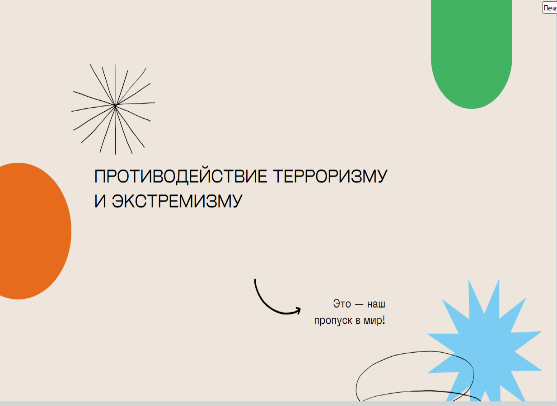 ПРОТИВОДЕЙСТВИЕ ТЕРРОРИЗМУ
И ЭКСТРЕМИЗМУ
Это — наш
пропуск в мир!